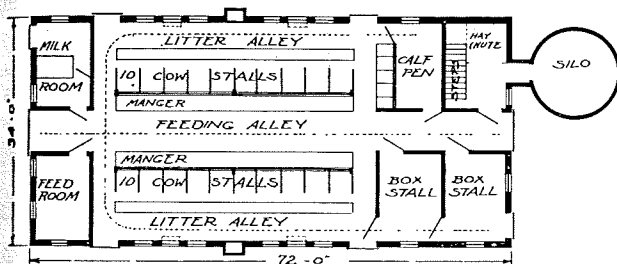 LITTER ALLEY
MILK
ROOM
10 COW STALLS
MANGER
CALF
PEN
HAY
CHUTE
STEPS
SILO
FEEDING ALLEY
34-0"
MANGER
10 COW STALLS
FEED
ROOM
BOX
STALL
BOX
STALL
LITTER ALLEY
72-0"